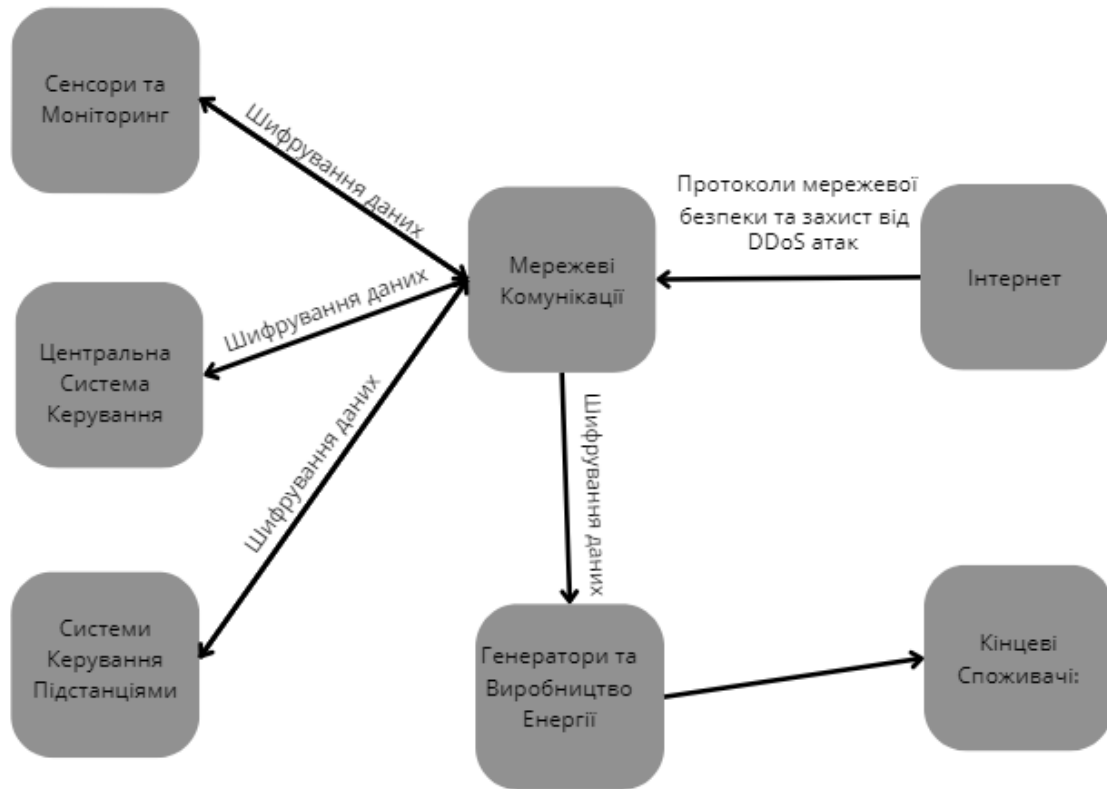 Сенсори та
Моніторинг
Шифрування даних
Протоколи мережевої
безпеки та захист від
DDoS атак
Мережеві
Комунікації
Інтернет
Шифрування даних
Центральна
Система
Керування
Шифрування даних
Шифрування даних
Системи
Керування
Підстанціями
Генератори та
Виробництво
Енергії
Кінцеві
Споживачі: